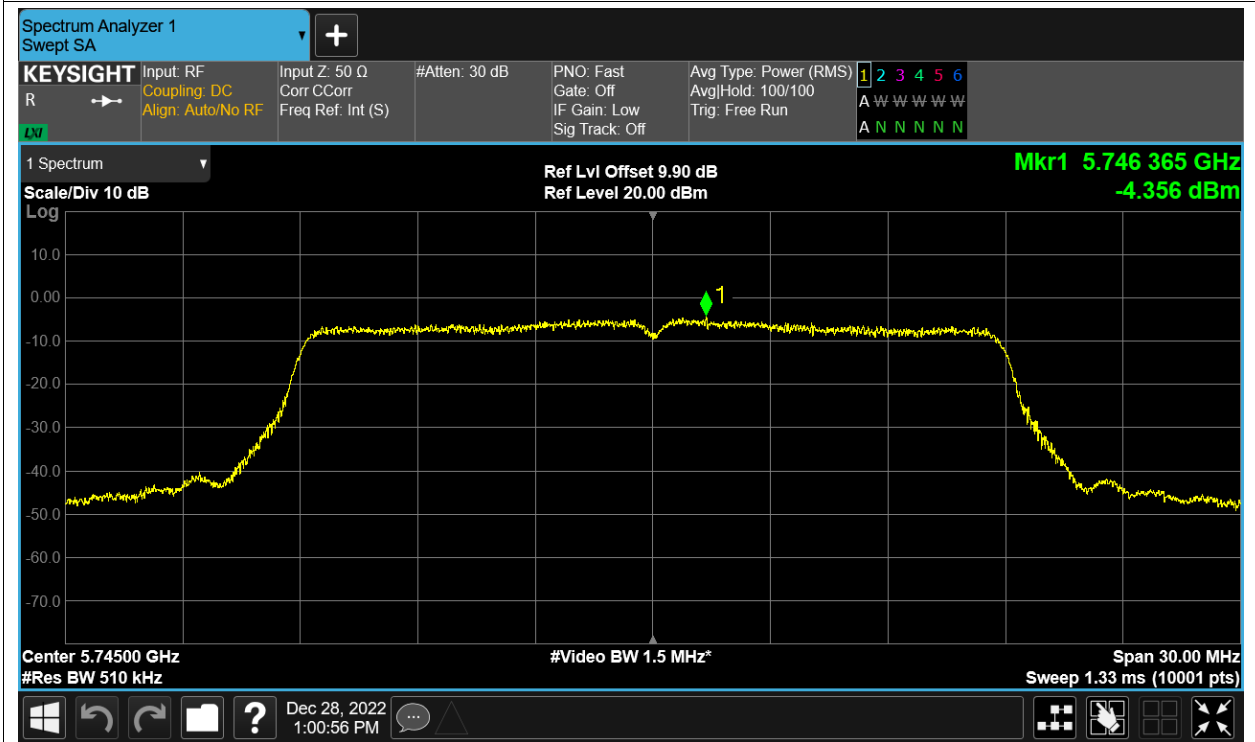 Spectrum Analyzer 1
Swept SA
+
KEYSIGHT
R
LXI
Input: RF
Coupling: DC
Align: Auto/No RF
Input Z: 50 Ω
Corr CCorr
Freq Ref: Int (S)
#Atten: 30 dB
PNO: Fast
Gate: Off
IF Gain: Low
Sig Track: Off
Avg Type: Power (RMS)
Avg|Hold: 100/100
Trig: Free Run
1 2 3 4 5 6
A W W W W W
A N N N N N
1 Spectrum
Scale/Div 10 dB
Log
Ref Lvl Offset 9.90 dB
Ref Level 20.00 dBm
Mkr1 5.746 365 GHz
-4.356 dBm
10.0
0.00
-10.0
-20.0
-30.0
-40.0
-50.0
-60.0
-70.0
1
Center 5.74500 GHz
#Res BW 510 kHz
#Video BW 1.5 MHz*
Span 30.00 MHz
Sweep 1.33 ms (10001 pts)
?
Dec 28, 2022
1:00:56 PM